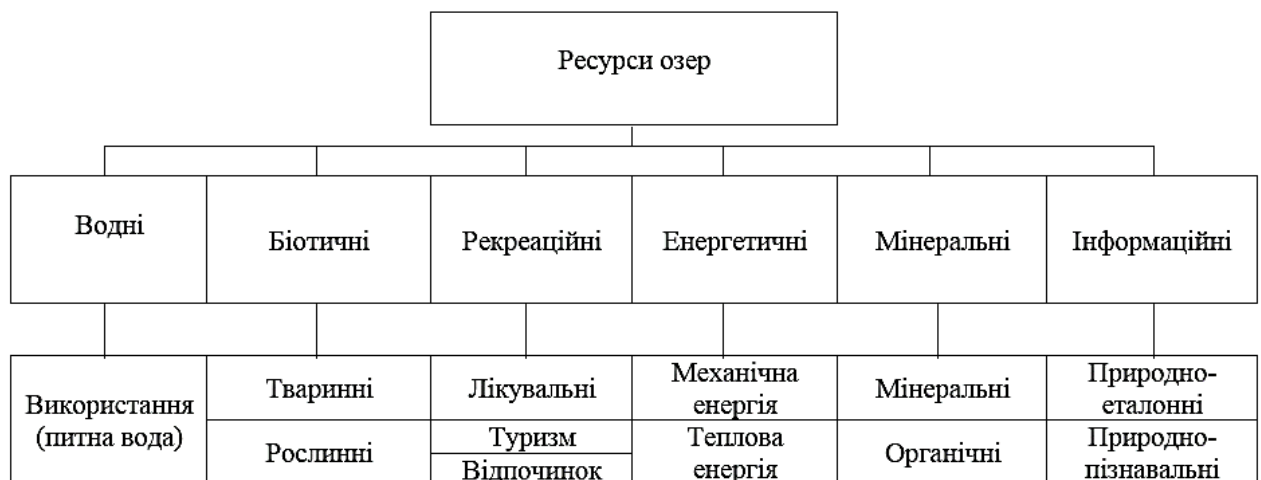 Ресурси озер
Водні
Біотичні
Рекреаційні
Енергетичні
Мінеральні
Інформаційні
Використання
(питна вода)
Тваринні
Рослинні
Лікувальні
Туризм
Відпочинок
Механічна
енергія
Теплова
енергія
Мінеральні
Органічні
Природно-
еталонні
Природно-
пізнавальні